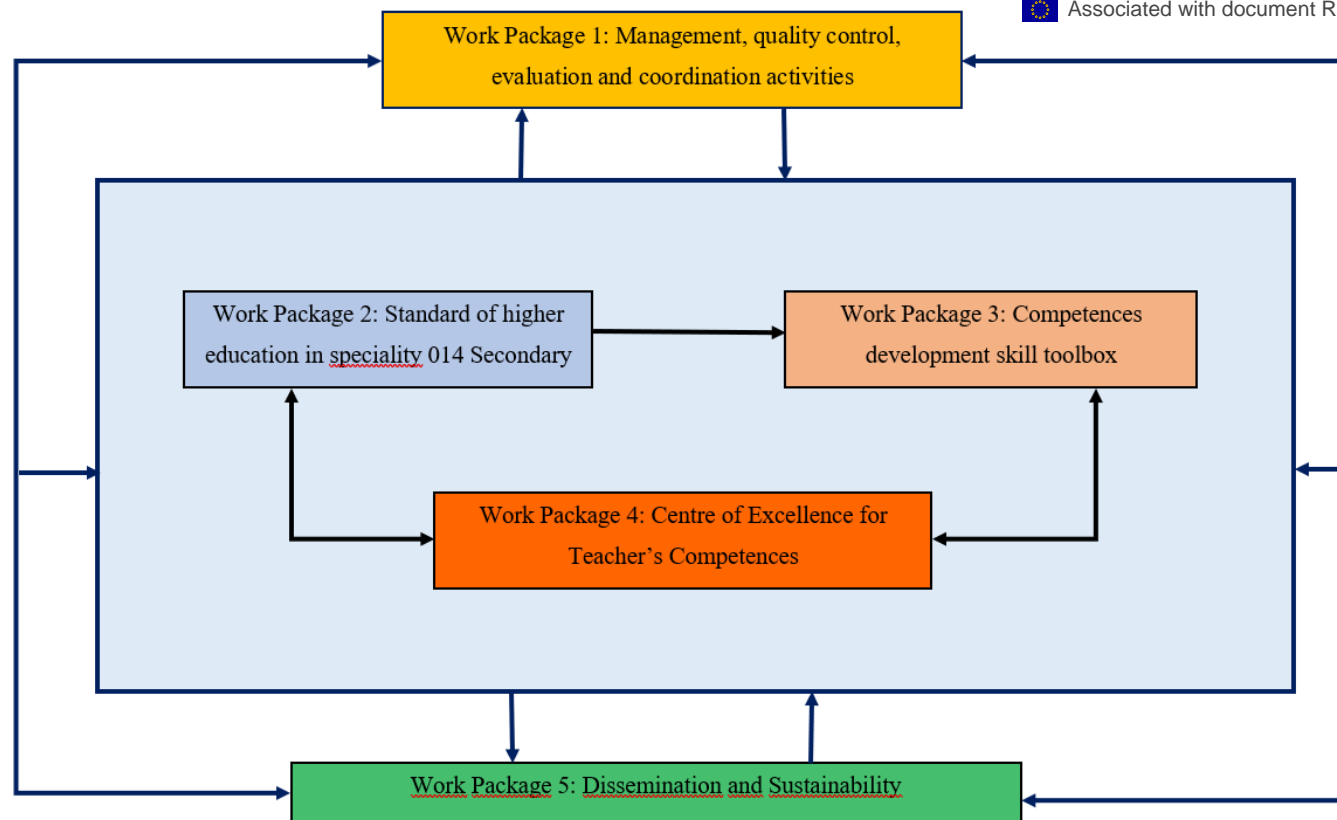 Associated with document R
Work Package 1: Management, quality control,
evaluation and coordination activities
Work Package 2: Standard of higher
education in speciality 014 Secondary
Work Package 3: Competences
development skill toolbox
Work Package 4: Centre of Excellence for
Teacher’s Competences
Work Package 5: Dissemination and Sustainability